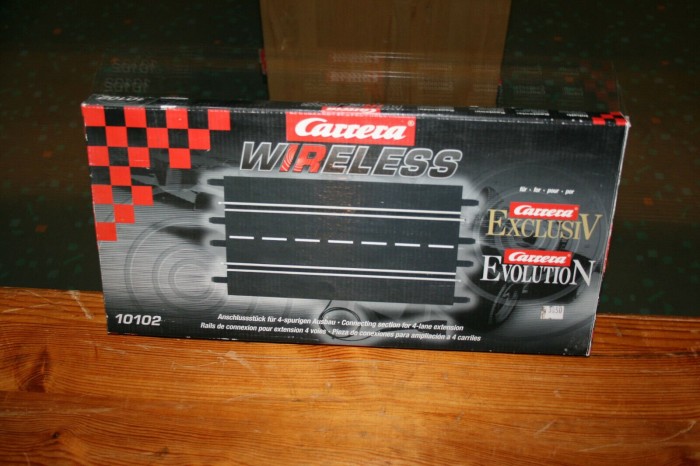 Carrera
WIRELESS
für · for · pour · por
Carrera
EXCLUSIV
Carrera
EVOLUTION
10102
Anschlussstück für 4-spurigen Ausbau · Connecting section for 4-lane extension
Rails de connexion pour extension 4 voies · Pieza de conexiones para ampliación a 4 carriles